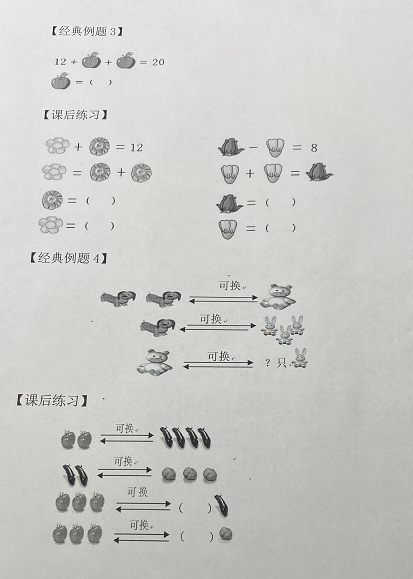 【经典例题3】
12 + + = 20
= （ ）
【课后练习】
+ = 12
= +
= （ ）
= （ ）
- = 8
+ =
= （ ）
= （ ）
【经典例题4】
可换
可换
可换
？只
【课后练习】
可换
可换
可换
（ ）
可换
（ ）